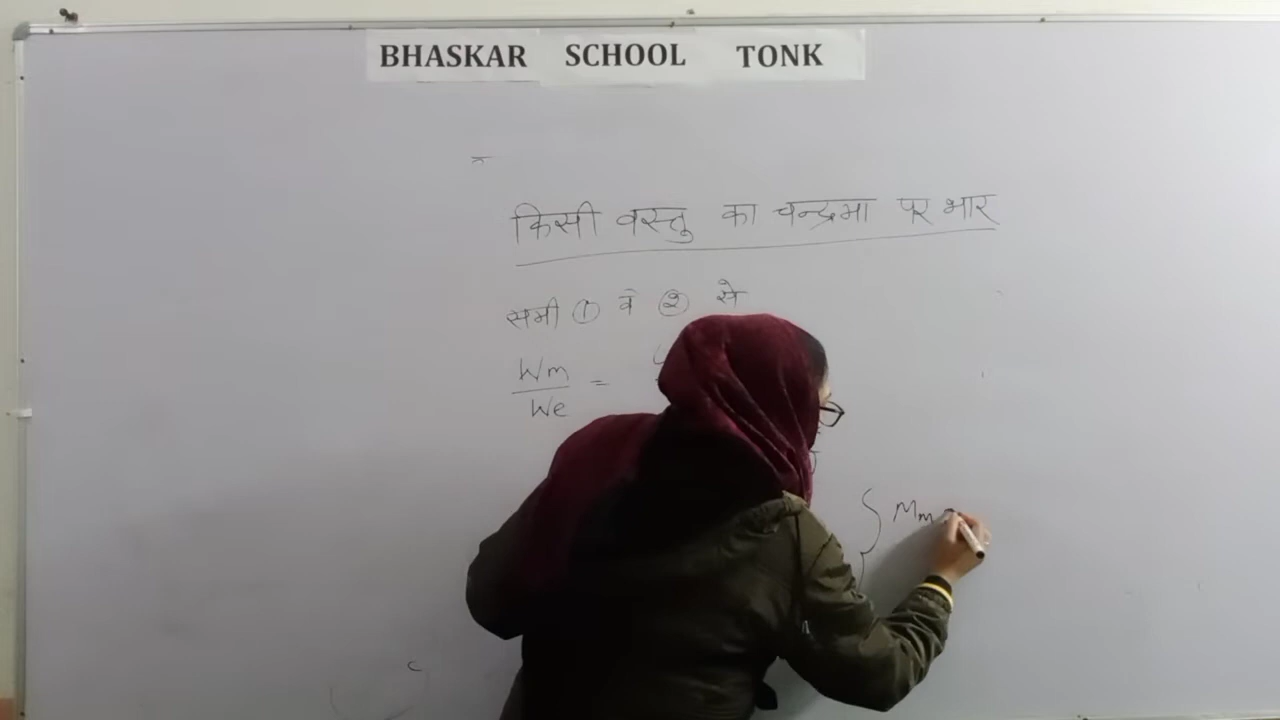 BHASKAR SCHOOL TONK
किसी वस्तु का चन्द्रमा पर भार
समी ① व ② से
Wm
We
=
{ Mm